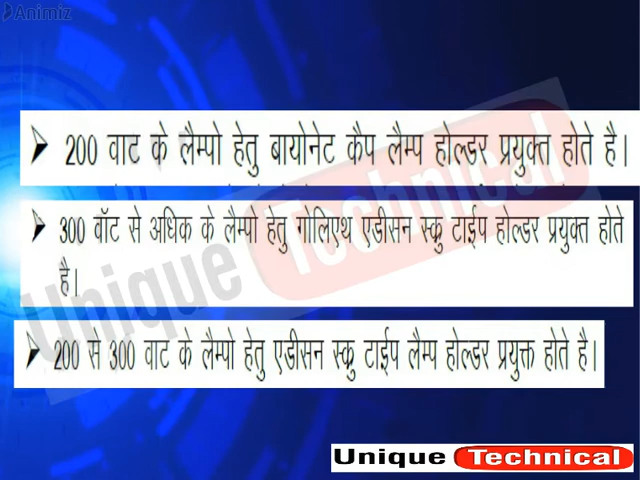 Animiz
➤ 200 वाट के लैम्पो हेतु बायोनेट कैप लैम्प होल्डर प्रयुक्त होते है।
➤ 300 वॉट से अधिक के लैम्पो हेतु गोलिएथ एडीसन स्क्रु टाईप होल्डर प्रयुक्त होते
है।
➤ 200 से 300 वाट के लैम्पो हेतु एडीसन स्क्रु टाईप लैम्प होल्डर प्रयुक्त होते है।
Unique Technical
Unique Technical